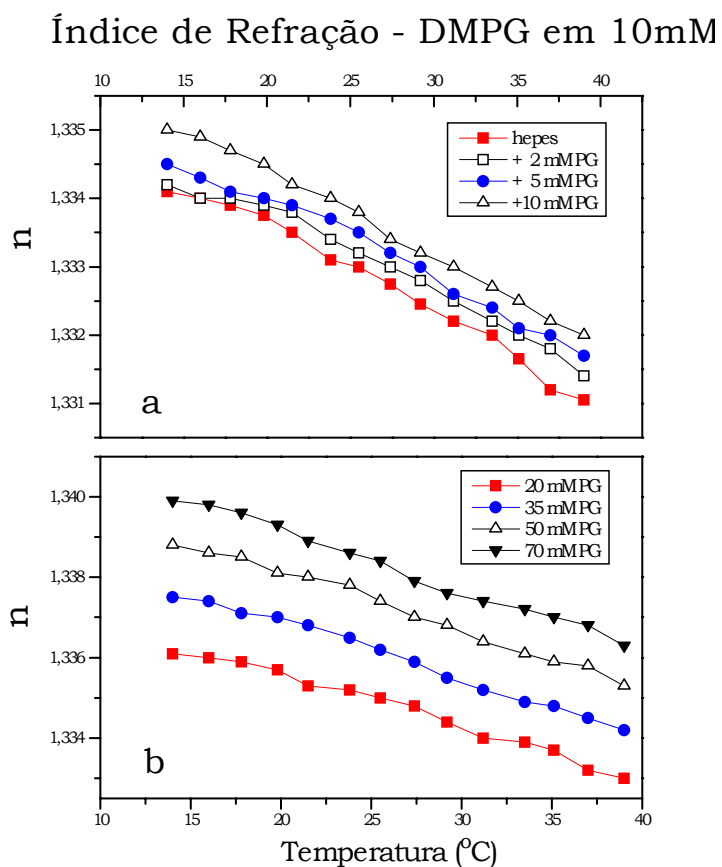 Índice de Refração - DMPG em 10mM
10 15 20 25 30 35 40
1,335
1,334
1,333
1,332
1,331
n
hepes
+ 2 mMPG
+ 5 mMPG
+10 mMPG
a
1,340
1,338
1,336
1,334
n
20 mMPG
35 mMPG
50 mMPG
70 mMPG
b
10 15 20 25 30 35 40
Temperatura (ºC)